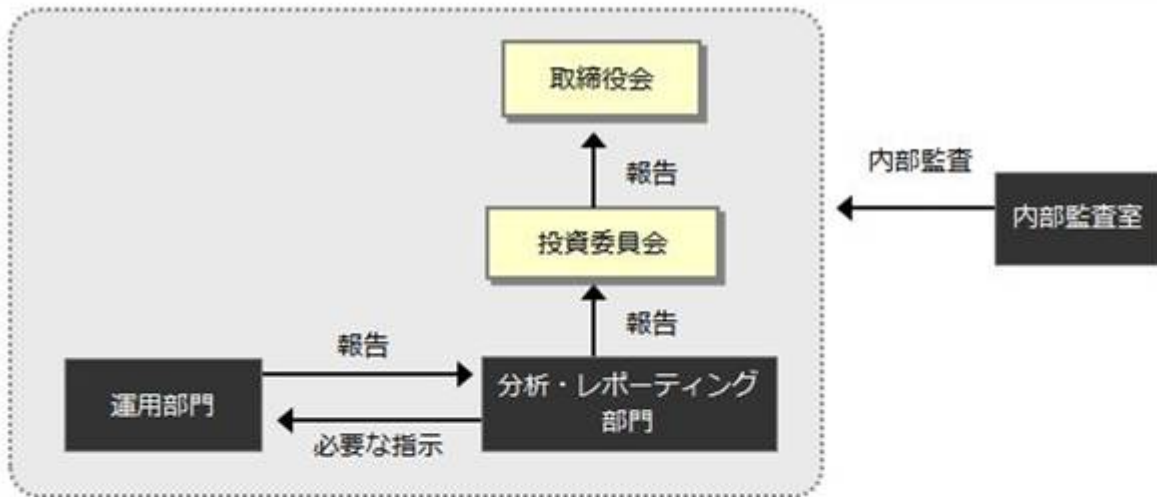 取締役会
報告
内部監査
内部監査室
投資委員会
報告
報告
運用部門
分析・レポーティング
部門
必要な指示